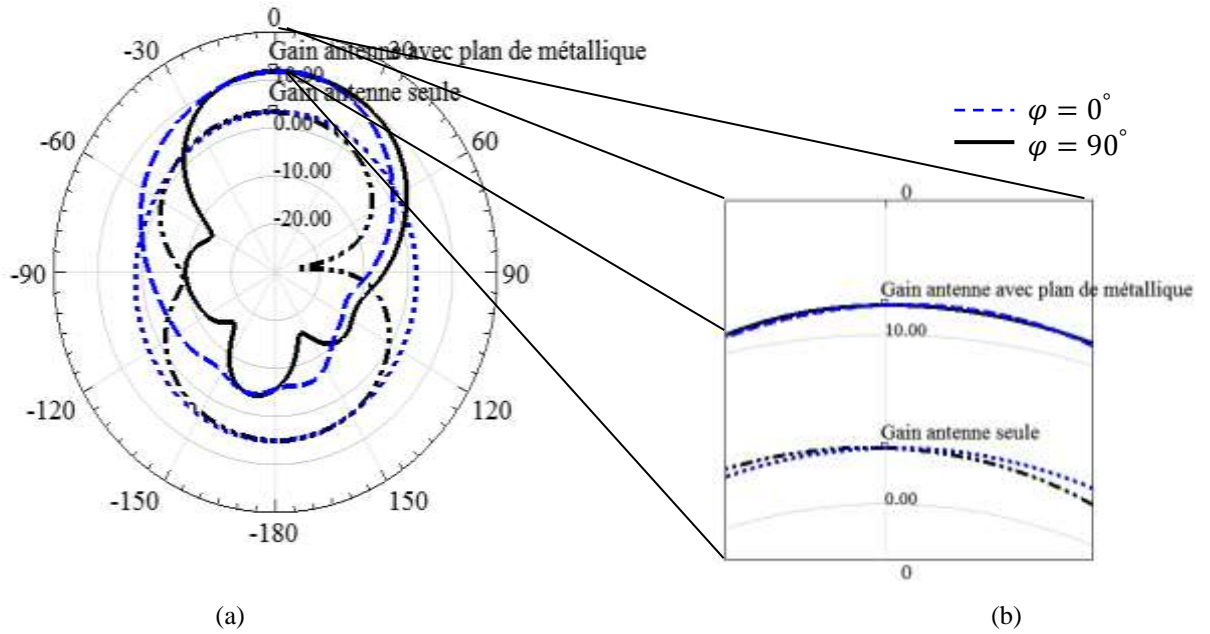 0
-30
30
Gain antenne avec plan de métallique
10.00
Gain antenne seule
0.00
-60
60
-10.00
-20.00
-90
90
-120
120
-150
150
-180
φ = 0°
φ = 90°
0
Gain antenne avec plan de métallique
10.00
Gain antenne seule
0.00
0
(a)
(b)